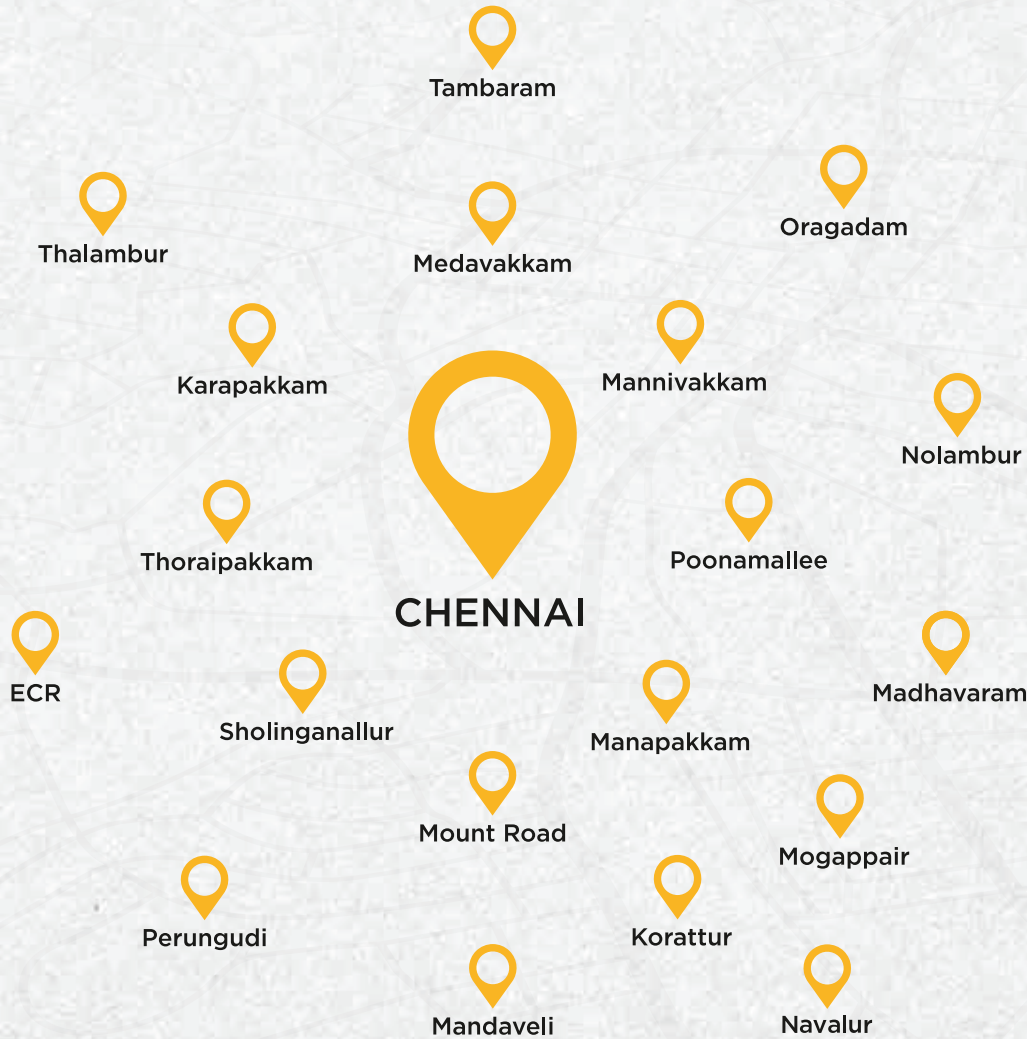 Tambaram
Oragadam
Thalambur
Medavakkam
Mannivakkam
Karapakkam
Nolambur
Poonamallee
Thoraipakkam
CHENNAI
ECR
Madhavaram
Sholinganallur
Manapakkam
Mount Road
Mogappair
Perungudi
Korattur
Mandaveli
Navalur